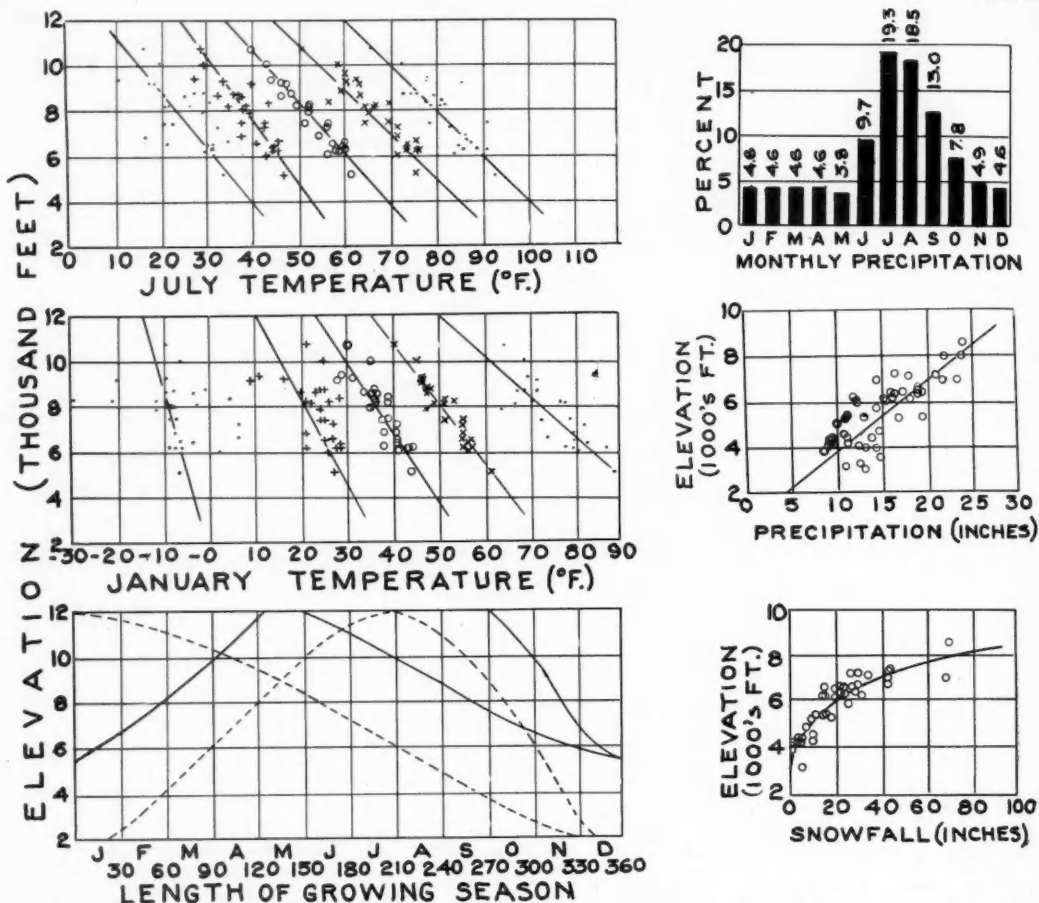 ELEVATION (THOUSAND FEET)
12
10
8
6
4
2
0 10 20 30 40 50 60 70 80 90 100 110
JULY TEMPERATURE (°F.)
12
10
8
6
4
2
-30 -20 -10 -0 10 20 30 40 50 60 70 80 90
JANUARY TEMPERATURE (°F.)
12
10
8
6
4
2
J F M A M J J A S O N D
30 60 90 120 150 180 210 240 270 300 330 360
LENGTH OF GROWING SEASON
PERCENT
20
15
10
5
0
4.8 4.6 4.6 4.6 3.8 9.7 19.3 18.5 13.0 7.8 4.9 4.6
J F M A M J J A S O N D
MONTHLY PRECIPITATION
ELEVATION
(1000's FT.)
10
8
6
4
2
0 5 10 15 20 25 30
PRECIPITATION (INCHES)
ELEVATION
(1000's FT.)
10
8
6
4
2
0 20 40 60 80 100
SNOWFALL (INCHES)